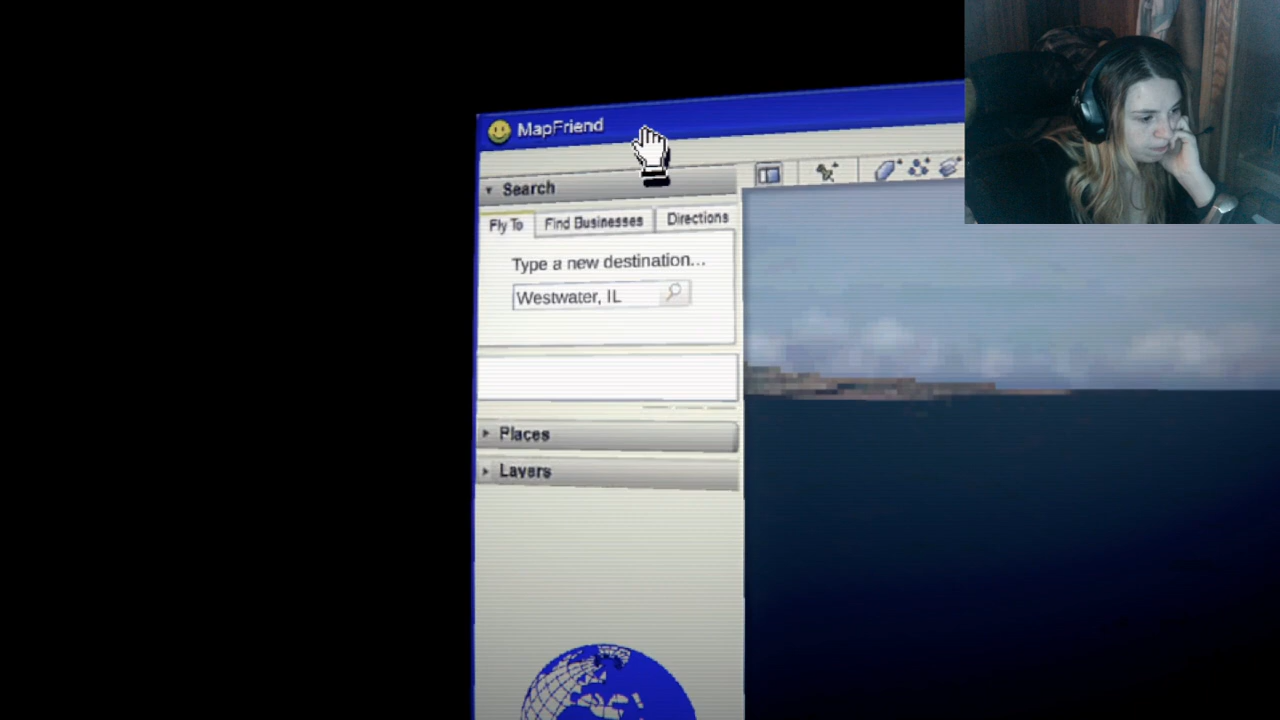 MapFriend
Search
Fly To
Find Businesses
Directions
Type a new destination...
Westwater, IL
Places
Layers